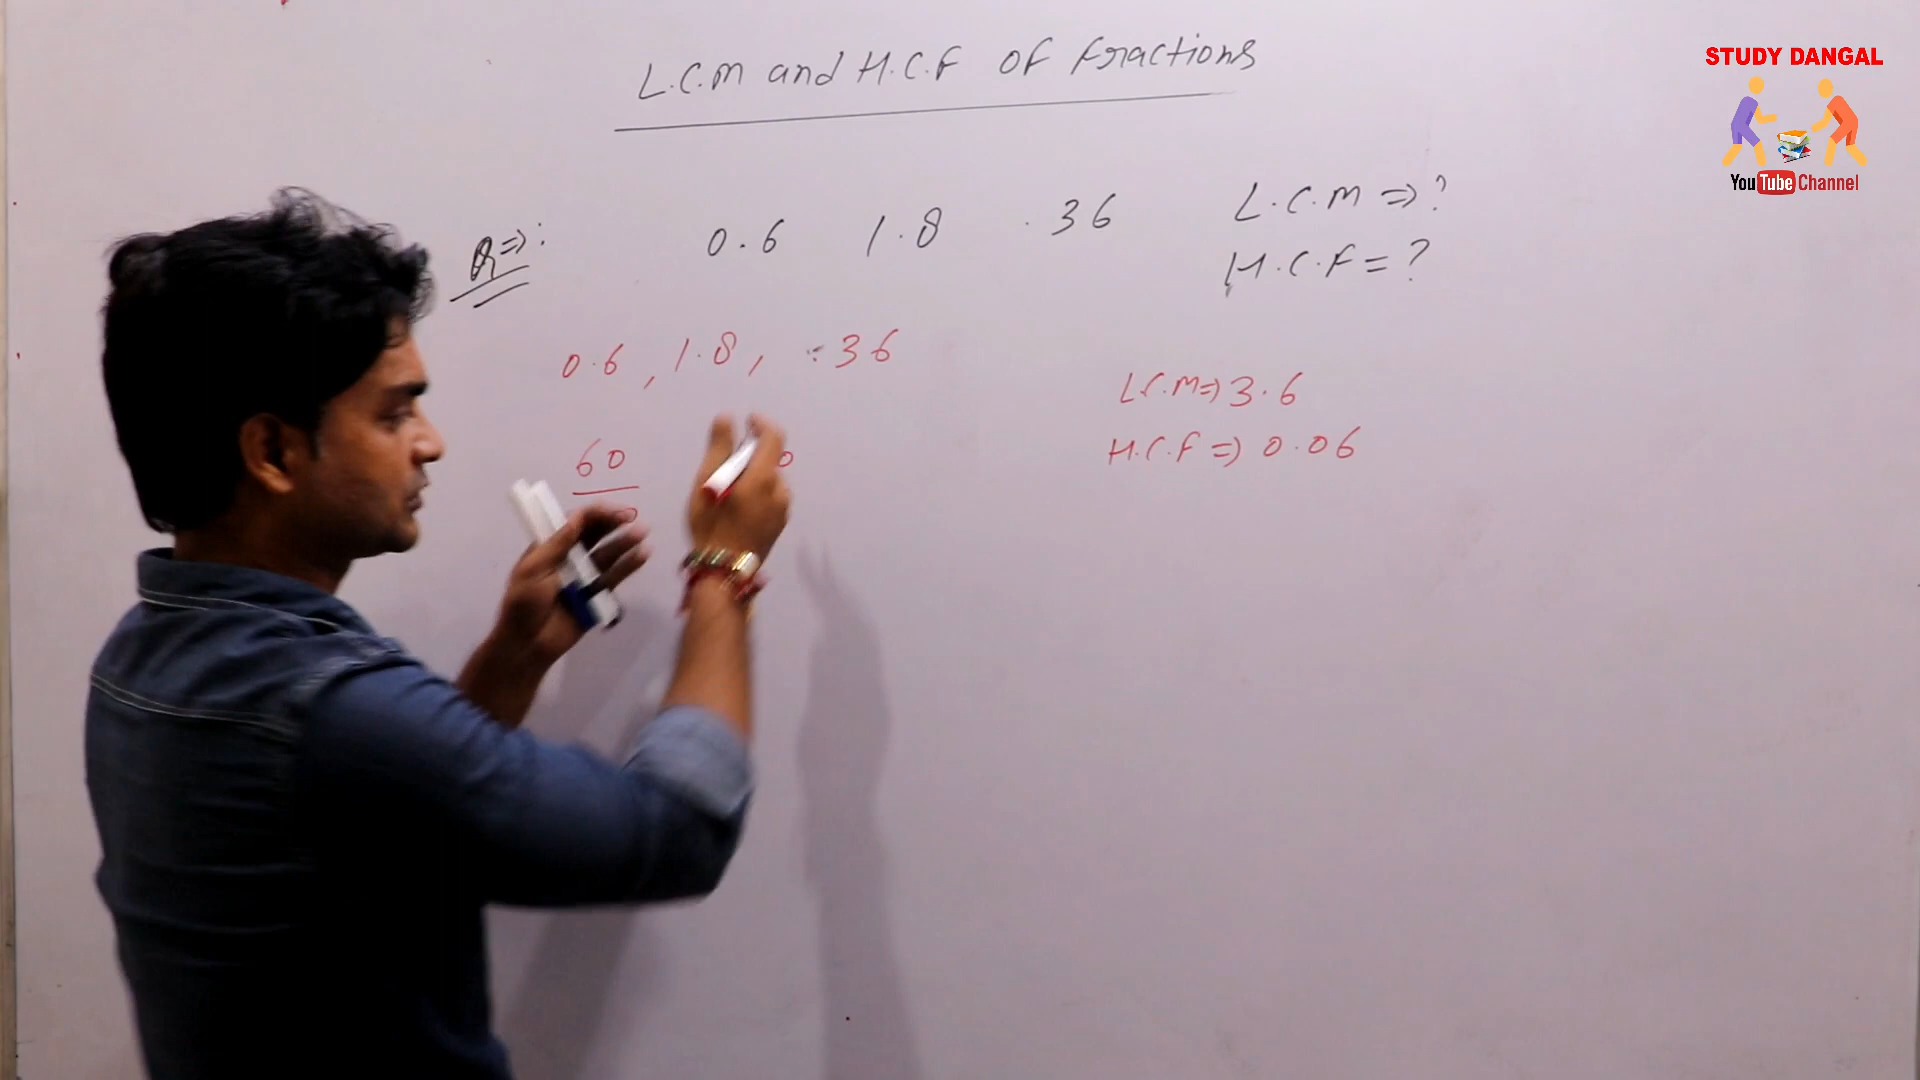 L.C.M and H.C.F OF fractions
STUDY DANGAL
YouTube Channel
Q⇒: 0.6 1.8 .36 L.C.M ⇒ ?
H.C.F = ?
0.6, 1.8, .36
L.C.M ⇒ 3.6
H.C.F ⇒ 0.06
60